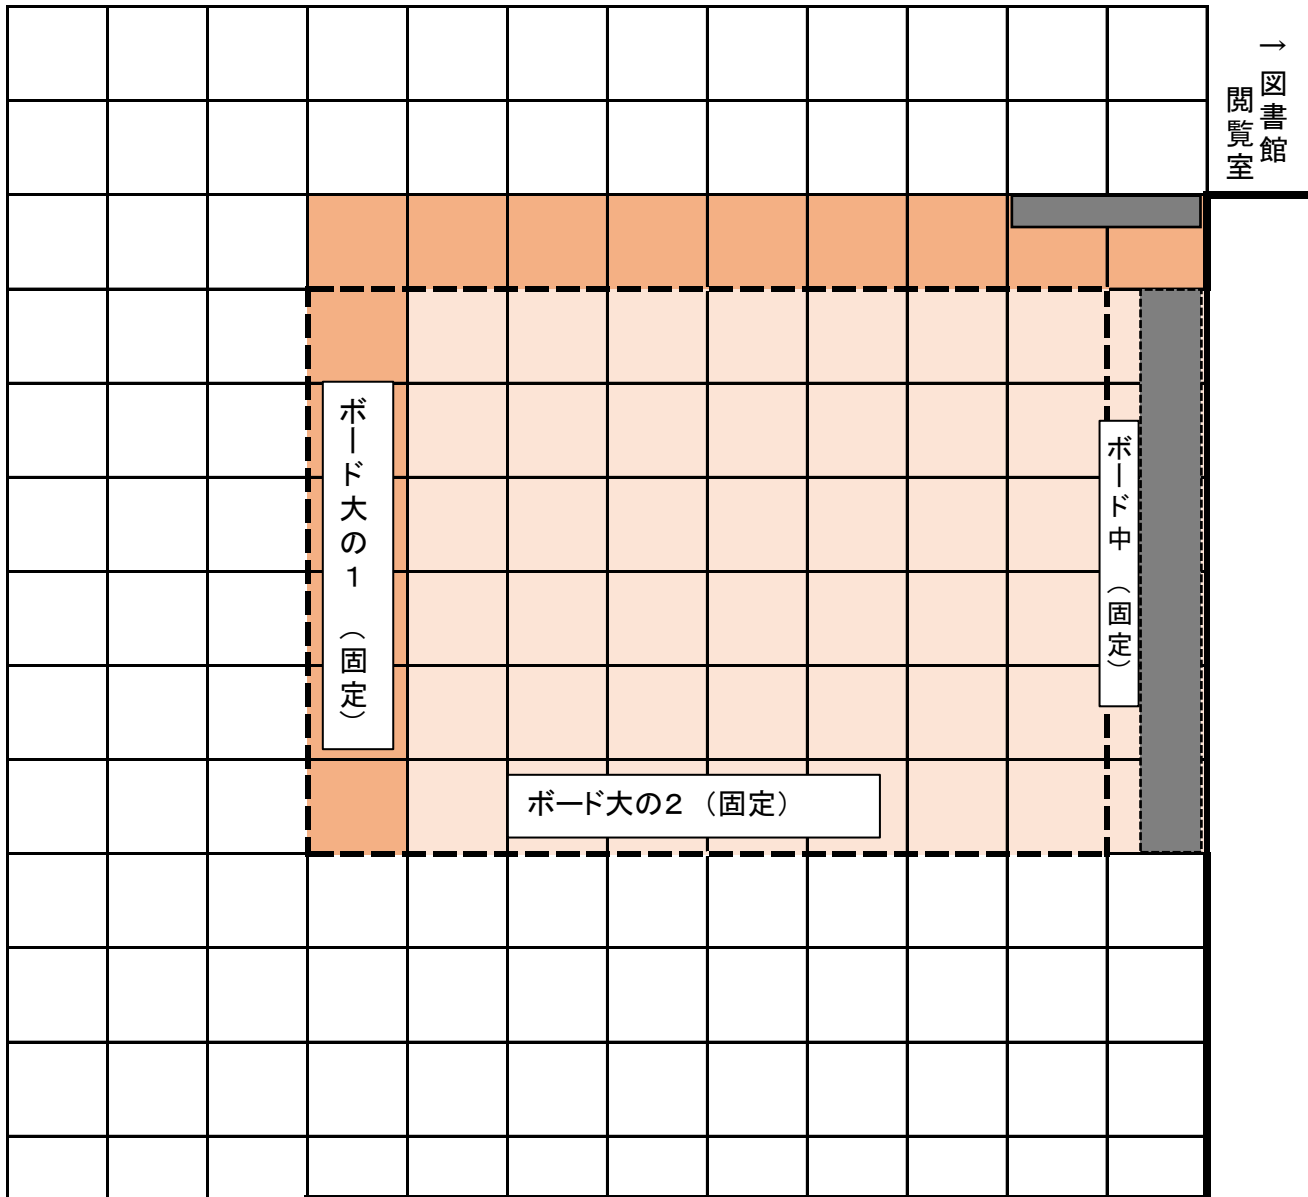 →図書館
閲覧室
ボード中 （固定）
ボード大の１ （固定）
ボード大の２（固定）